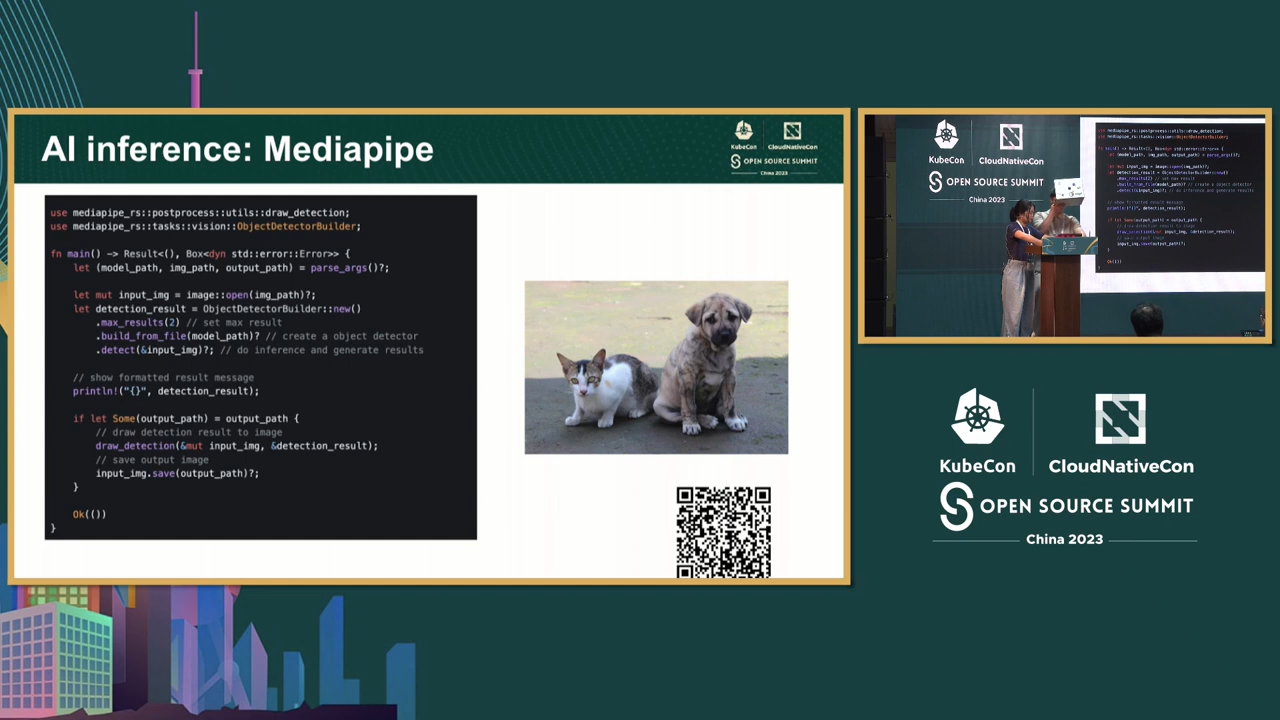 AI inference: Mediapipe
KubeCon
CloudNativeCon
OPEN SOURCE SUMMIT
China 2023
use mediapipe_rs::postprocess::utils::draw_detection;
use mediapipe_rs::tasks::vision::ObjectDetectorBuilder;
fn main() -> Result<(), Box<dyn std::error::Error>> {
    let (model_path, img_path, output_path) = parse_args()?;
    let mut input_img = image::open(img_path)?;
    let detection_result = ObjectDetectorBuilder::new()
        .max_results(2) // set max result
        .build_from_file(model_path)? // create a object detector
        .detect(&input_img)?; // do inference and generate results
    // show formatted result message
    println!("{}", detection_result);
    if let Some(output_path) = output_path {
        // draw detection result to image
        draw_detection(&mut input_img, &detection_result);
        // save output image
        input_img.save(output_path)?;
    }
    Ok(())
}
KubeCon
CloudNativeCon
OPEN SOURCE SUMMIT
China 2023
KubeCon
CloudNativeCon
OPEN SOURCE SUMMIT
China 2023